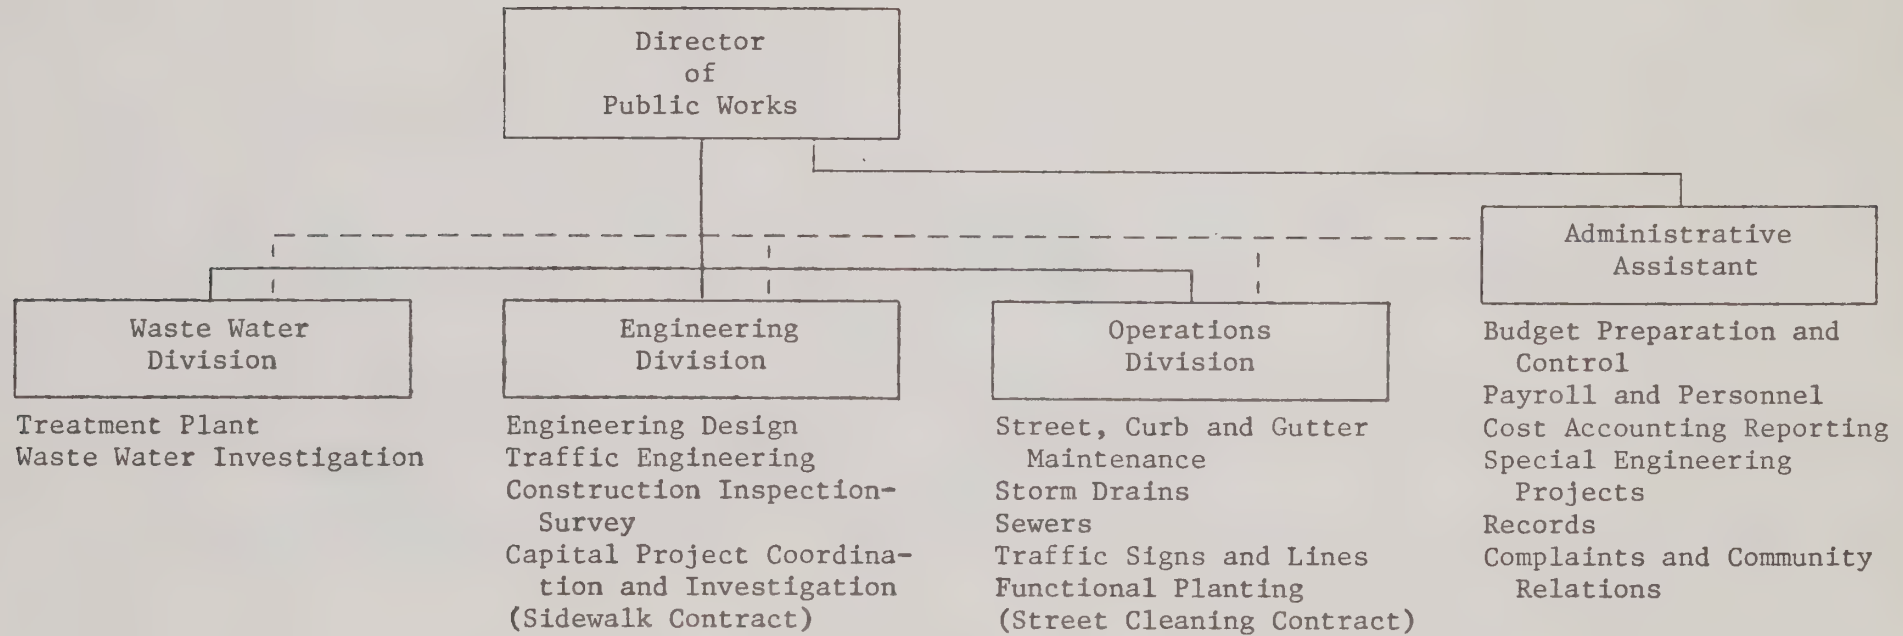 Director
of
Public Works
Administrative
Assistant
Waste Water
Division
Engineering
Division
Operations
Division
Treatment Plant
Waste Water Investigation
Engineering Design
Traffic Engineering
Construction Inspection-
Survey
Capital Project Coordina-
tion and Investigation
(Sidewalk Contract)
Street, Curb and Gutter
Maintenance
Storm Drains
Sewers
Traffic Signs and Lines
Functional Planting
(Street Cleaning Contract)
Budget Preparation and
Control
Payroll and Personnel
Cost Accounting Reporting
Special Engineering
Projects
Records
Complaints and Community
Relations